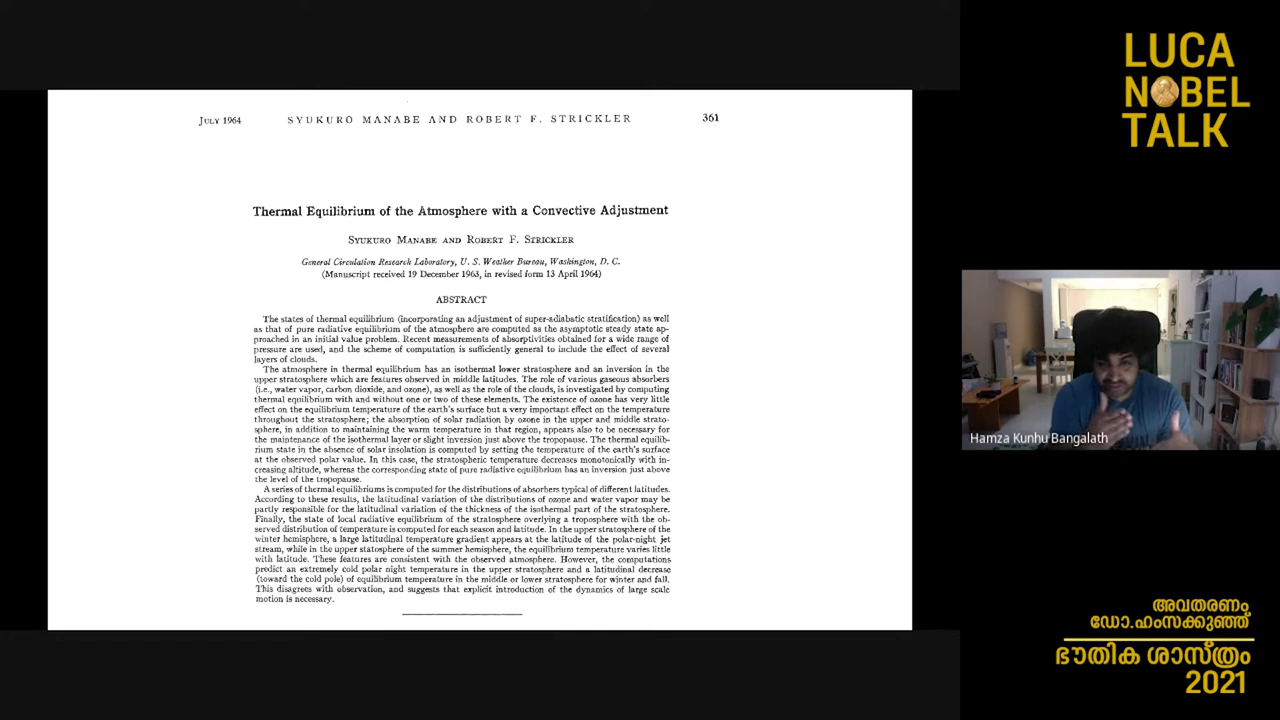 JULY 1964 SYUKURO MANABE AND ROBERT F. STRICKLER 361
Thermal Equilibrium of the Atmosphere with a Convective Adjustment
SYUKURO MANABE AND ROBERT F. STRICKLER
General Circulation Research Laboratory, U. S. Weather Bureau, Washington, D. C.
(Manuscript received 19 December 1963, in revised form 13 April 1964)
ABSTRACT
The states of thermal equilibrium (incorporating an adjustment of super-adiabatic stratification) as well
as that of pure radiative equilibrium of the atmosphere are computed as the asymptotic steady state ap-
proached in an initial value problem. Recent measurements of absorptivities obtained for a wide range of
pressure are used, and the scheme of computation is sufficiently general to include the effect of several
layers of clouds.
The atmosphere in thermal equilibrium has an isothermal lower stratosphere and an inversion in the
upper stratosphere which are features observed in middle latitudes. The role of various gaseous absorbers
(i.e., water vapor, carbon dioxide, and ozone), as well as the role of the clouds, is investigated by computing
thermal equilibrium with and without one or two of these elements. The existence of ozone has very little
effect on the equilibrium temperature of the earth's surface but a very important effect on the temperature
throughout the stratosphere; the absorption of solar radiation by ozone in the upper and middle strato-
sphere, in addition to maintaining the warm temperature in that region, appears also to be necessary for
the maintenance of the isothermal layer or slight inversion just above the tropopause. The thermal equilib-
rium state in the absence of solar insolation is computed by setting the temperature of the earth's surface
at the observed polar value. In this case, the stratospheric temperature decreases monotonically with in-
creasing altitude, whereas the corresponding state of pure radiative equilibrium has an inversion just above
the level of the tropopause.
A series of thermal equilibriums is computed for the distributions of absorbers typical of different latitudes.
According to these results, the latitudinal variation of the distributions of ozone and water vapor may be
partly responsible for the latitudinal variation of the thickness of the isothermal part of the stratosphere.
Finally, the state of local radiative equilibrium of the stratosphere overlying a troposphere with the ob-
served distribution of temperature is computed for each season and latitude. In the upper stratosphere of the
winter hemisphere, a large latitudinal temperature gradient appears at the latitude of the polar-night jet
stream, while in the upper statosphere of the summer hemisphere, the equilibrium temperature varies little
with latitude. These features are consistent with the observed atmosphere. However, the computations
predict an extremely cold polar night temperature in the upper stratosphere and a latitudinal decrease
(toward the cold pole) of equilibrium temperature in the middle or lower stratosphere for winter and fall.
This disagrees with observation, and suggests that explicit introduction of the dynamics of large scale
motion is necessary.
LUCA
NOBEL
TALK
Hamza Kunhu Bangalath
അവതരണം
ഡോ.ഹംസക്കുഞ്ഞ്
ഭൗതിക ശാസ്ത്രം
2021